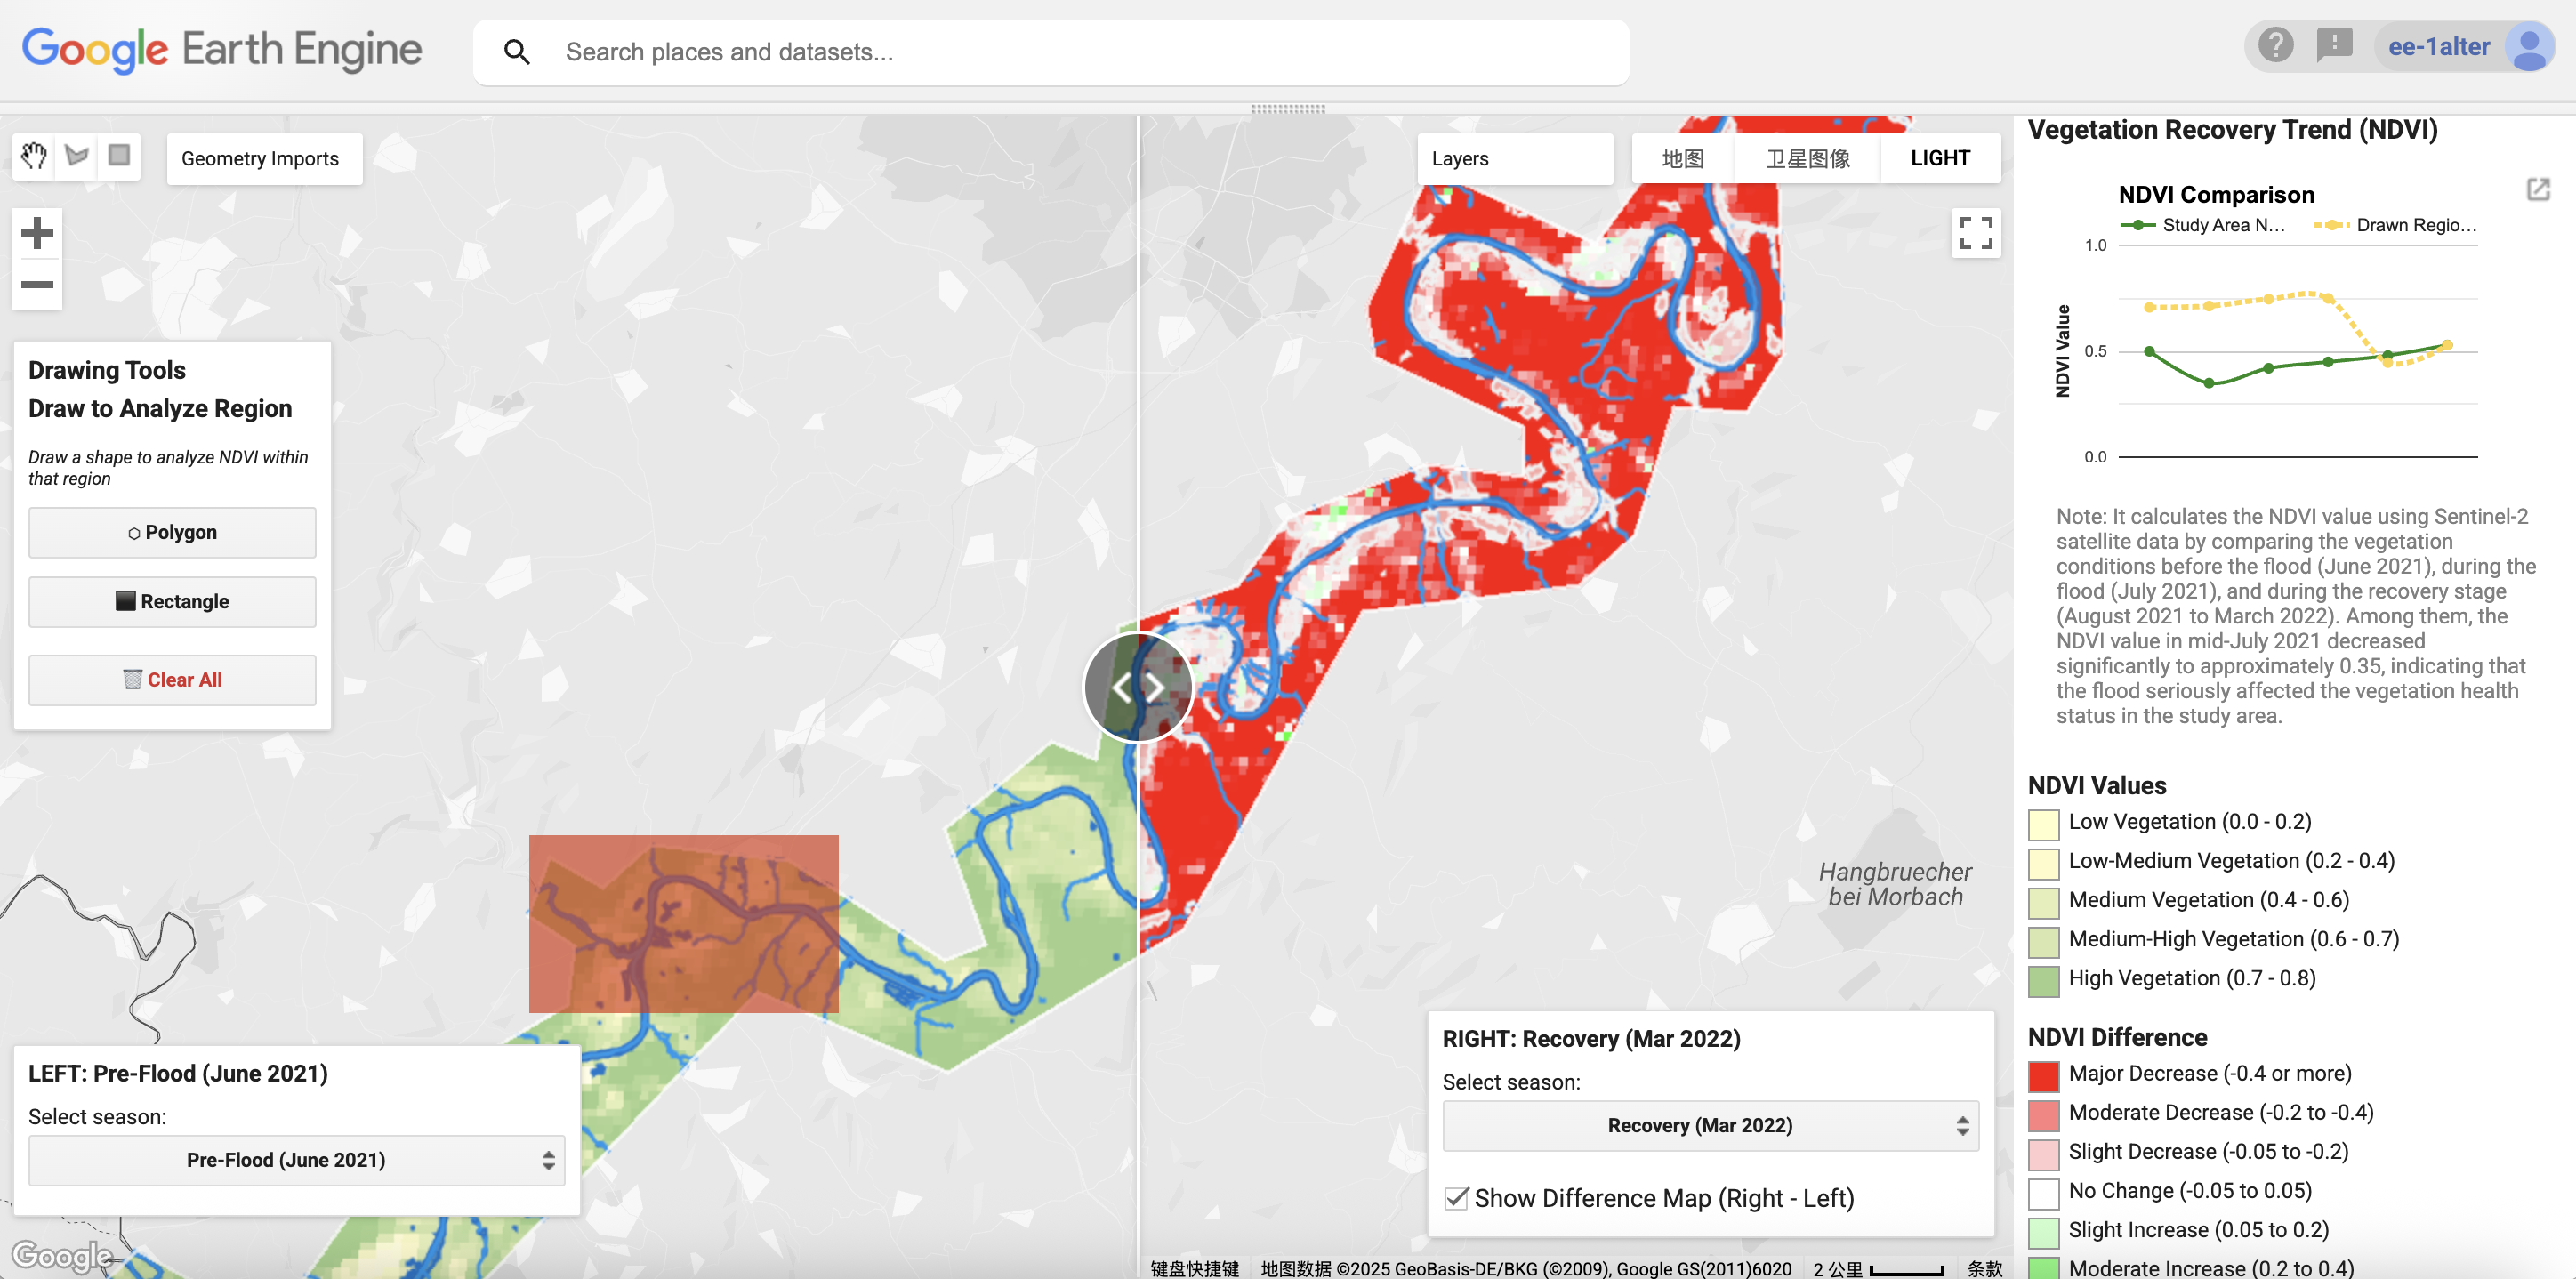 Google Earth Engine
Search places and datasets...
ee-1alter
Geometry Imports
Layers
地图
卫星图像
LIGHT
Drawing Tools
Draw to Analyze Region
Draw a shape to analyze NDVI within
that region
Polygon
Rectangle
Clear All
LEFT: Pre-Flood (June 2021)
Select season:
Pre-Flood (June 2021)
Google
Hangbruecher
bei Morbach
RIGHT: Recovery (Mar 2022)
Select season:
Recovery (Mar 2022)
Show Difference Map (Right - Left)
键盘快捷键
地图数据 ©2025 GeoBasis-DE/BKG (©2009), Google GS(2011)6020
2 公里
条款
Vegetation Recovery Trend (NDVI)
NDVI Comparison
Study Area N...
Drawn Regio...
1.0
0.5
0.0
NDVI Value
Note: It calculates the NDVI value using Sentinel-2
satellite data by comparing the vegetation
conditions before the flood (June 2021), during the
flood (July 2021), and during the recovery stage
(August 2021 to March 2022). Among them, the
NDVI value in mid-July 2021 decreased
significantly to approximately 0.35, indicating that
the flood seriously affected the vegetation health
status in the study area.
NDVI Values
Low Vegetation (0.0 - 0.2)
Low-Medium Vegetation (0.2 - 0.4)
Medium Vegetation (0.4 - 0.6)
Medium-High Vegetation (0.6 - 0.7)
High Vegetation (0.7 - 0.8)
NDVI Difference
Major Decrease (-0.4 or more)
Moderate Decrease (-0.2 to -0.4)
Slight Decrease (-0.05 to -0.2)
No Change (-0.05 to 0.05)
Slight Increase (0.05 to 0.2)
Moderate Increase (0.2 to 0.4)